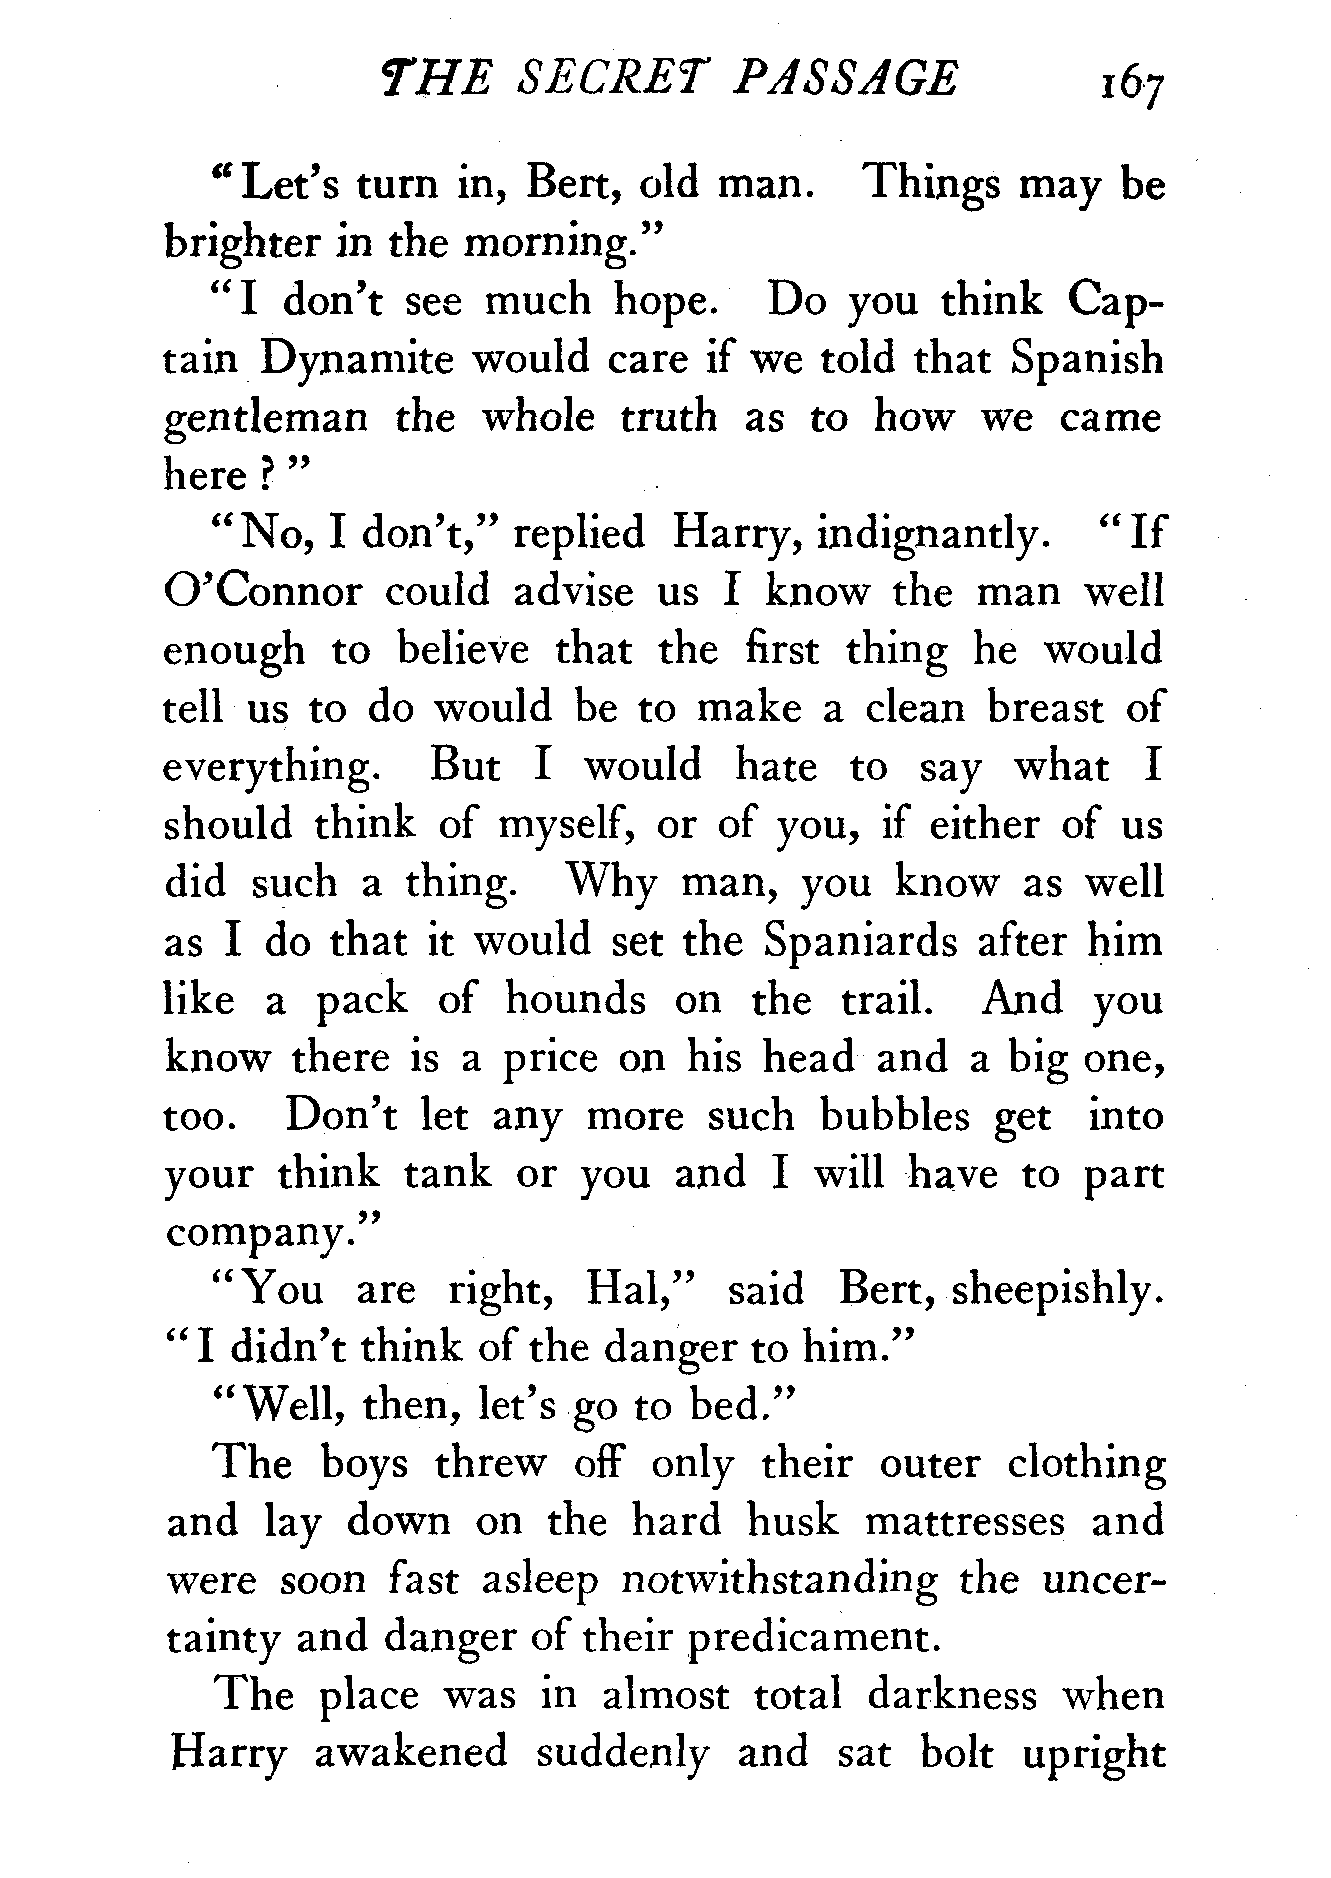 THE SECRET PASSAGE 167
"Let's turn in, Bert, old man. Things may be
brighter in the morning."
"I don't see much hope. Do you think Cap-
tain Dynamite would care if we told that Spanish
gentleman the whole truth as to how we came
here?"
"No, I don't," replied Harry, indignantly. "If
O'Connor could advise us I know the man well
enough to believe that the first thing he would
tell us to do would be to make a clean breast of
everything. But I would hate to say what I
should think of myself, or of you, if either of us
did such a thing. Why man, you know as well
as I do that it would set the Spaniards after him
like a pack of hounds on the trail. And you
know there is a price on his head and a big one,
too. Don't let any more such bubbles get into
your think tank or you and I will have to part
company."
"You are right, Hal," said Bert, sheepishly.
"I didn't think of the danger to him."
"Well, then, let's go to bed."
The boys threw off only their outer clothing
and lay down on the hard husk mattresses and
were soon fast asleep notwithstanding the uncer-
tainty and danger of their predicament.
The place was in almost total darkness when
Harry awakened suddenly and sat bolt upright